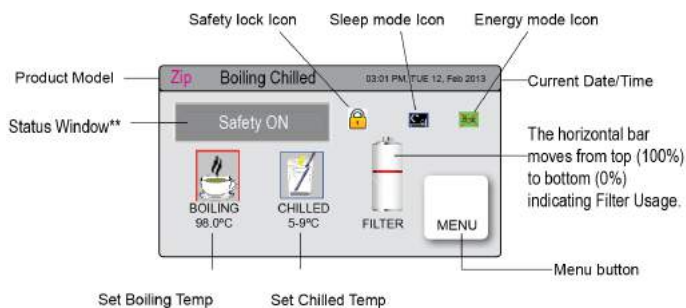 Safety lock Icon
Sleep mode Icon
Energy mode Icon
Product Model
Zip Boiling Chilled
03:01 PM, TUE 12, Feb 2013
Current Date/Time
Status Window**
Safety ON
The horizontal bar
moves from top (100%)
to bottom (0%)
indicating Filter Usage.
BOILING
98.0ºC
CHILLED
5-9ºC
FILTER
MENU
Menu button
Set Boiling Temp
Set Chilled Temp